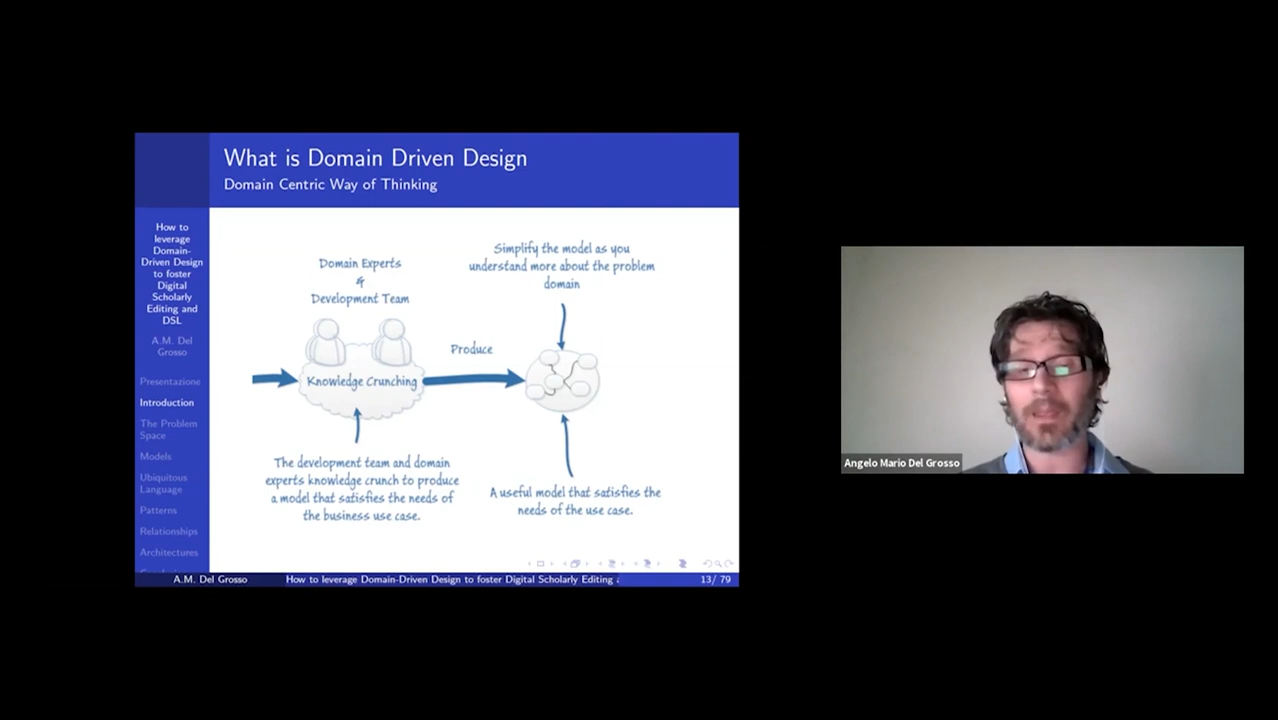 What is Domain Driven Design
Domain Centric Way of Thinking
How to
leverage
Domain-
Driven Design
to foster
Digital
Scholarly
Editing and
DSL
A.M. Del
Grosso
Presentazione
Introduction
The Problem
Space
Models
Ubiquitous
Language
Patterns
Relationships
Architectures
Domain Experts
&
Development Team
Knowledge Crunching
The development team and domain
experts knowledge crunch to produce
a model that satisfies the needs of
the business use case.
Produce
Simplify the model as you
understand more about the problem
domain
A useful model that satisfies the
needs of the use case.
A.M. Del Grosso
How to leverage Domain-Driven Design to foster Digital Scholarly Editing
13/ 79
Angelo Mario Del Grosso